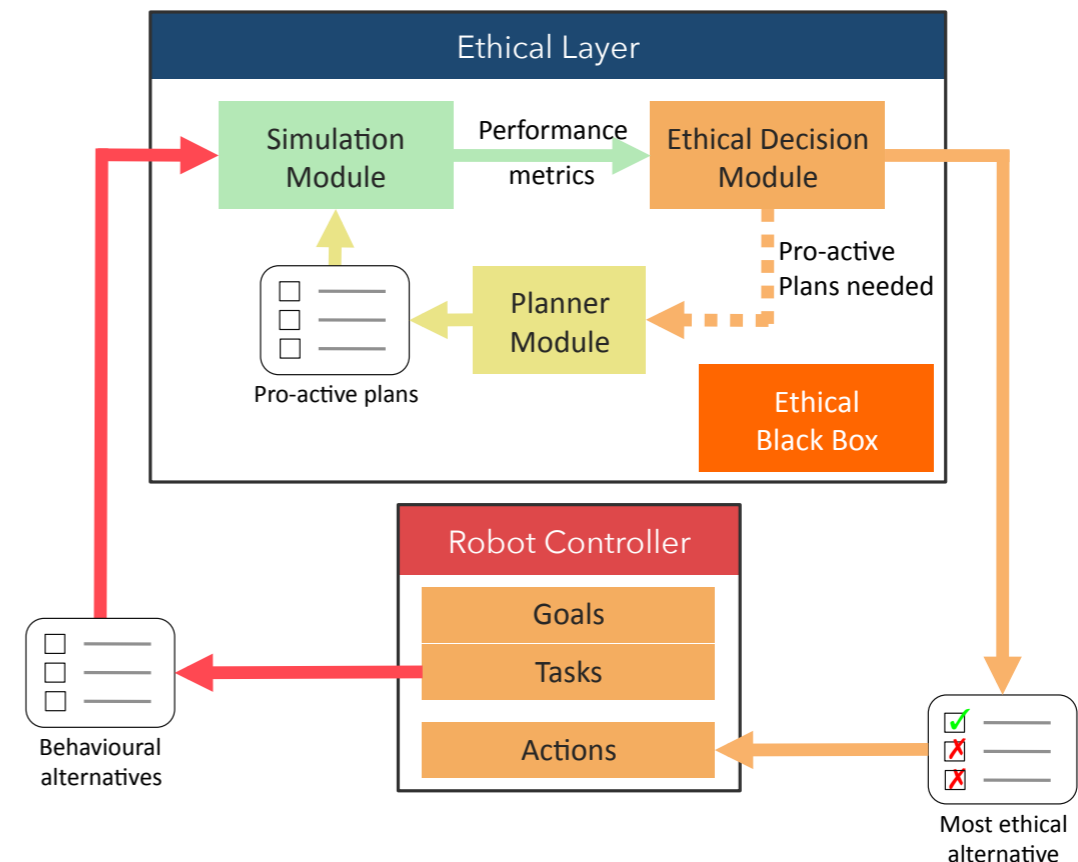 Ethical Layer
Simulation
Module
Performance
metrics
Ethical Decision
Module
Pro-active
Plans needed
Planner
Module
Pro-active plans
Ethical
Black Box
Robot Controller
Goals
Tasks
Actions
Behavioural
alternatives
Most ethical
alternative